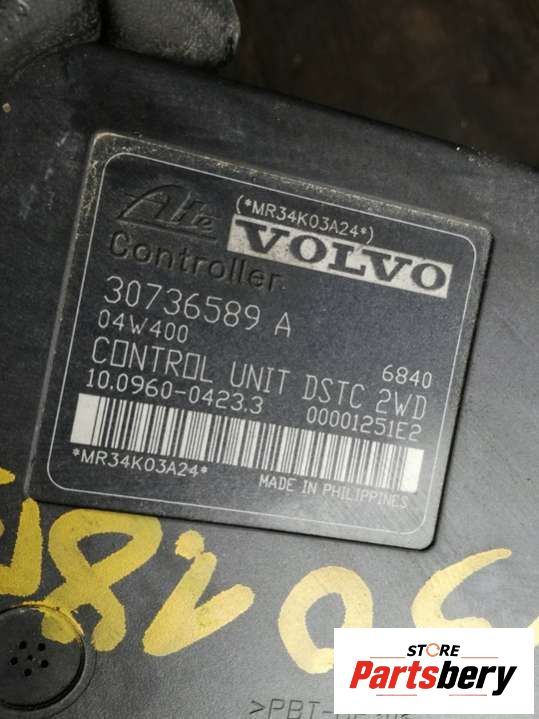 (*MR34K03A24*)
Ate VOLVO
Controller
30736589 A
04W400 6840
CONTROL UNIT DSTC 2WD
10.0960-0423.3 00001251E2
*MR34K03A24*
MADE IN PHILIPPINES
STORE
Partsbery
>PBT-